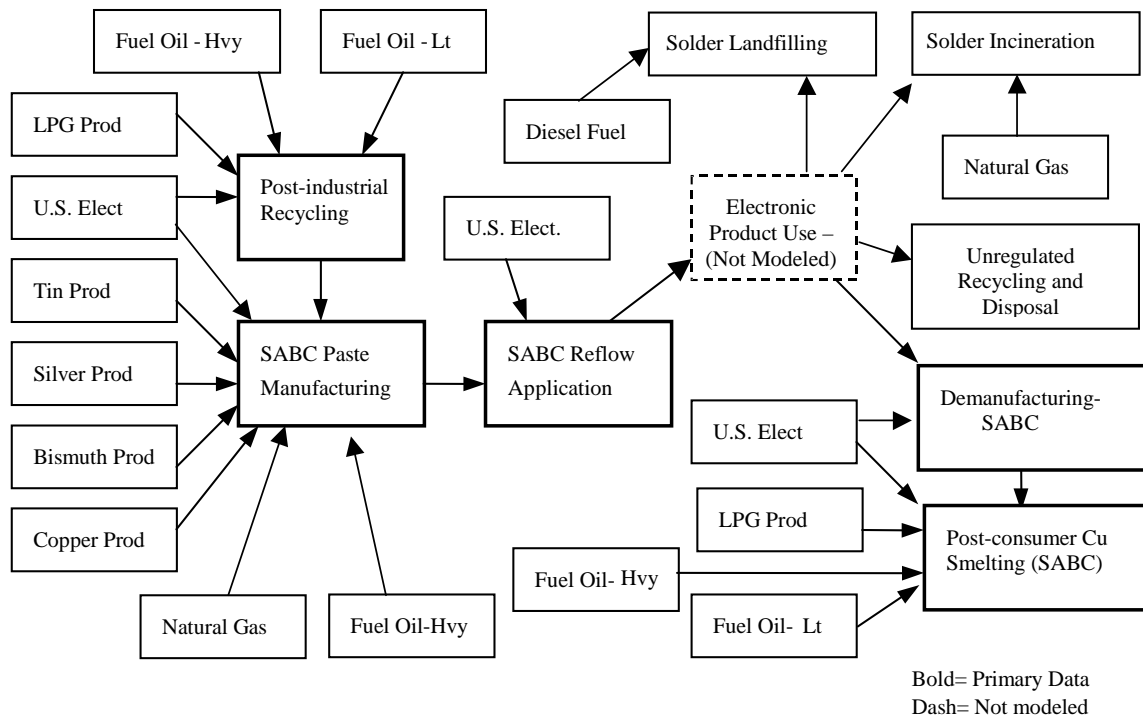 Fuel Oil - Hvy
Fuel Oil - Lt
Solder Landfilling
Solder Incineration
LPG Prod
Diesel Fuel
Natural Gas
Post-industrial
Recycling
U.S. Elect
U.S. Elect.
Electronic
Product Use –
(Not Modeled)
Unregulated
Recycling and
Disposal
Tin Prod
Silver Prod
SABC Paste
Manufacturing
SABC Reflow
Application
Demanufacturing-
SABC
U.S. Elect
Bismuth Prod
Copper Prod
LPG Prod
Post-consumer Cu
Smelting (SABC)
Fuel Oil- Hvy
Natural Gas
Fuel Oil-Hvy
Fuel Oil- Lt
Bold= Primary Data
Dash= Not modeled